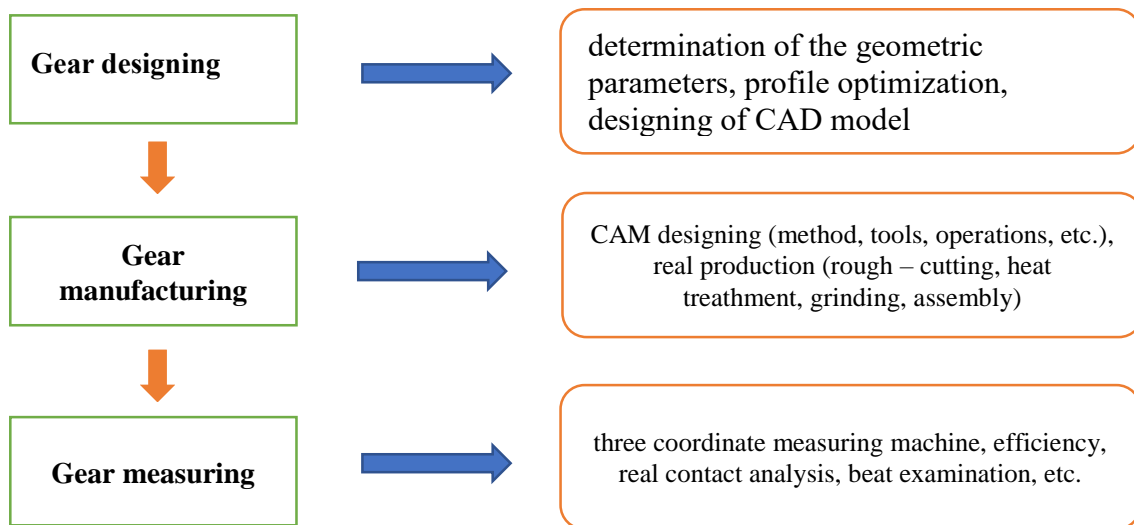 Gear designing
determination of the geometric
parameters, profile optimization,
designing of CAD model
Gear
manufacturing
CAM designing (method, tools, operations, etc.),
real production (rough – cutting, heat
treathment, grinding, assembly)
Gear measuring
three coordinate measuring machine, efficiency,
real contact analysis, beat examination, etc.